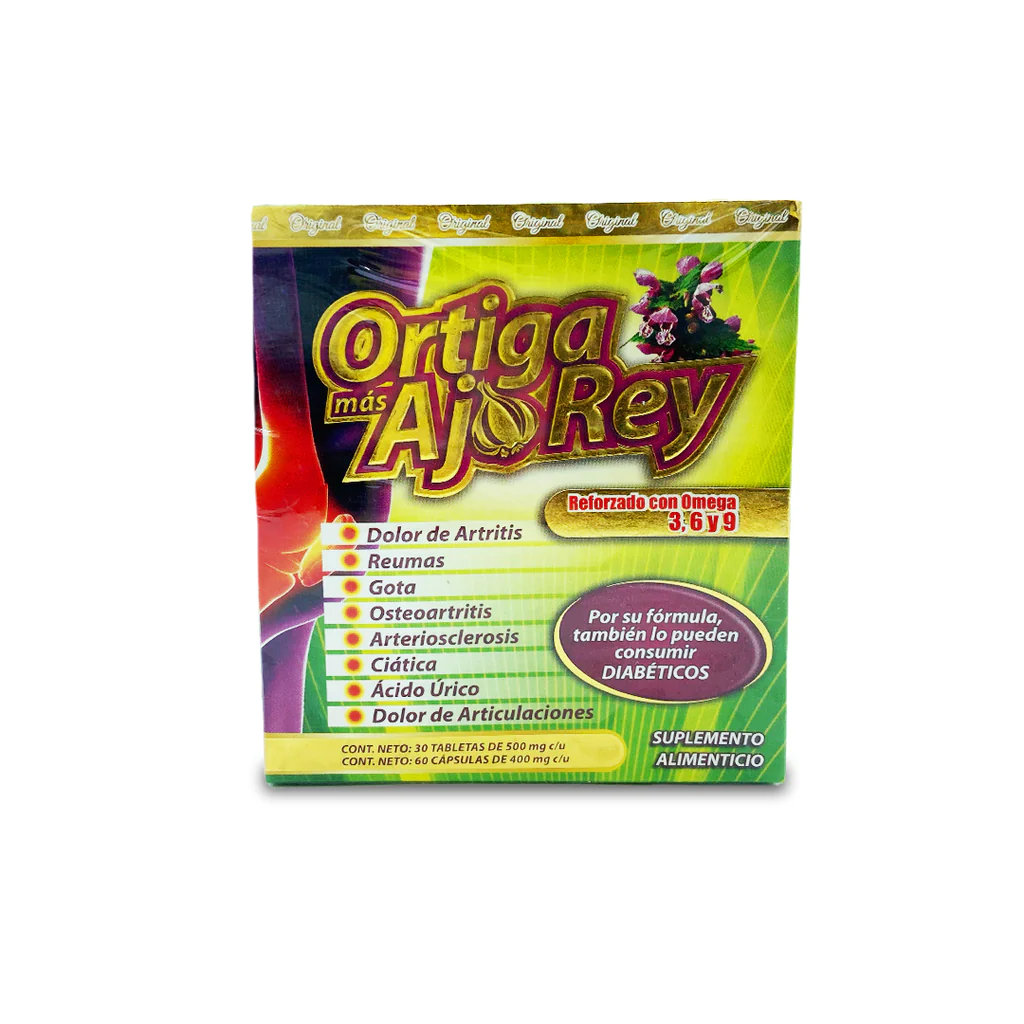 Original Original Original Original Original Original Original
Ortiga
más Ajo Rey
Reforzado con Omega
3, 6 y 9
Dolor de Artritis
Reumas
Gota
Osteoartritis
Arteriosclerosis
Ciática
Ácido Úrico
Dolor de Articulaciones
Por su fórmula,
también lo pueden
consumir
DIABÉTICOS
CONT. NETO: 30 TABLETAS DE 500 mg c/u
CONT. NETO: 60 CÁPSULAS DE 400 mg c/u
SUPLEMENTO
ALIMENTICIO